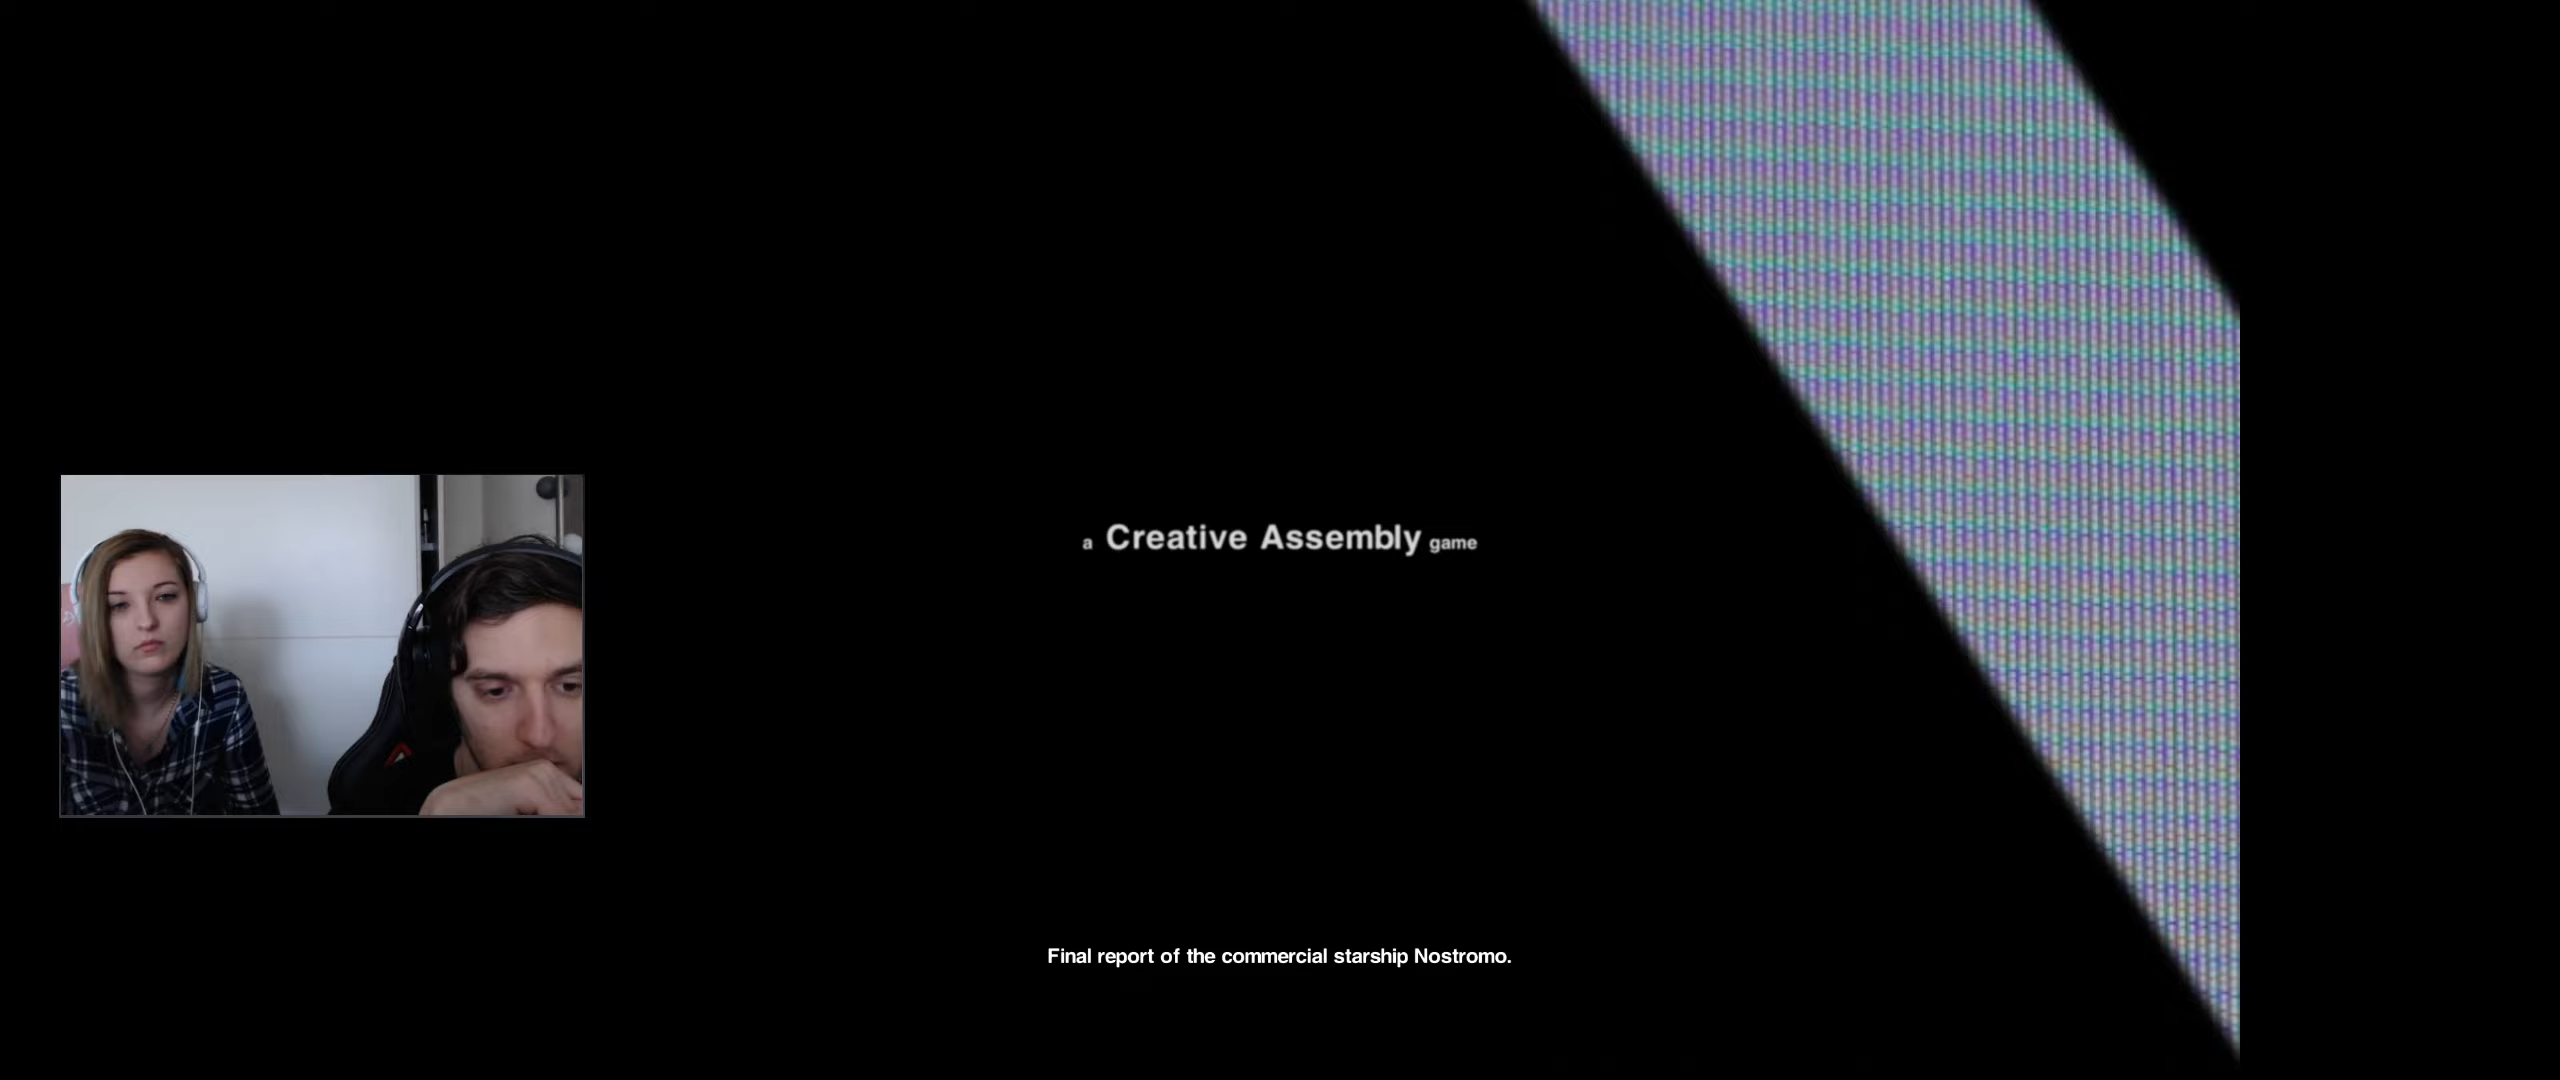 a Creative Assembly game
Final report of the commercial starship Nostromo.